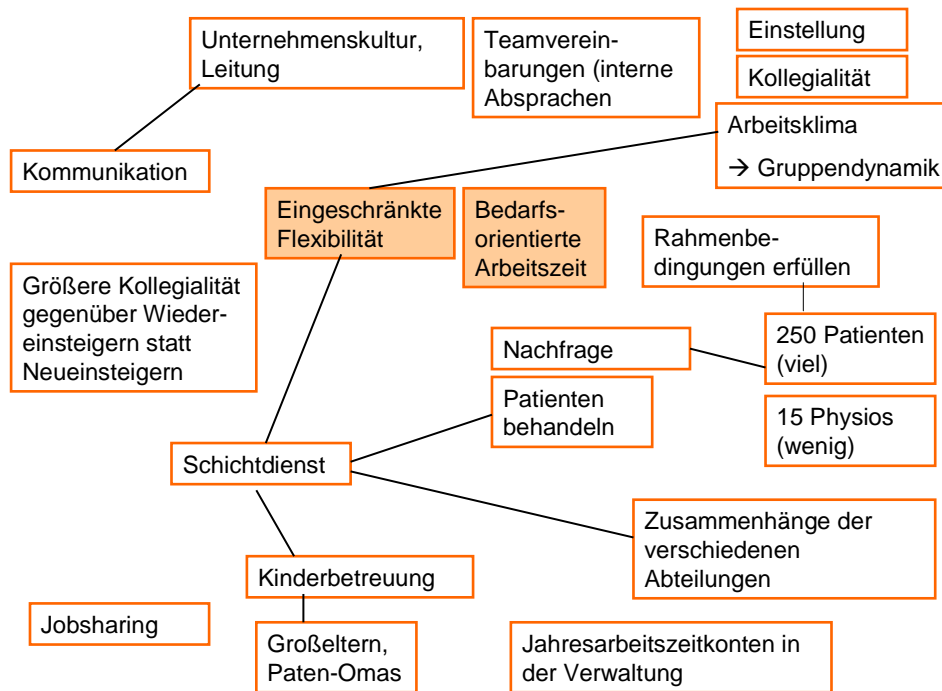 Unternehmenskultur,
Leitung
Teamverein-
barungen (interne
Absprachen
Einstellung
Kollegialität
Arbeitsklima
→ Gruppendynamik
Kommunikation
Eingeschränkte
Flexibilität
Bedarfs-
orientierte
Arbeitszeit
Rahmenbe-
dingungen erfüllen
Größere Kollegialität
gegenüber Wieder-
einsteigern statt
Neueinsteigern
Nachfrage
250 Patienten
(viel)
Patienten
behandeln
15 Physios
(wenig)
Schichtdienst
Zusammenhänge der
verschiedenen
Abteilungen
Kinderbetreuung
Jobsharing
Großeltern,
Paten-Omas
Jahresarbeitszeitkonten in
der Verwaltung